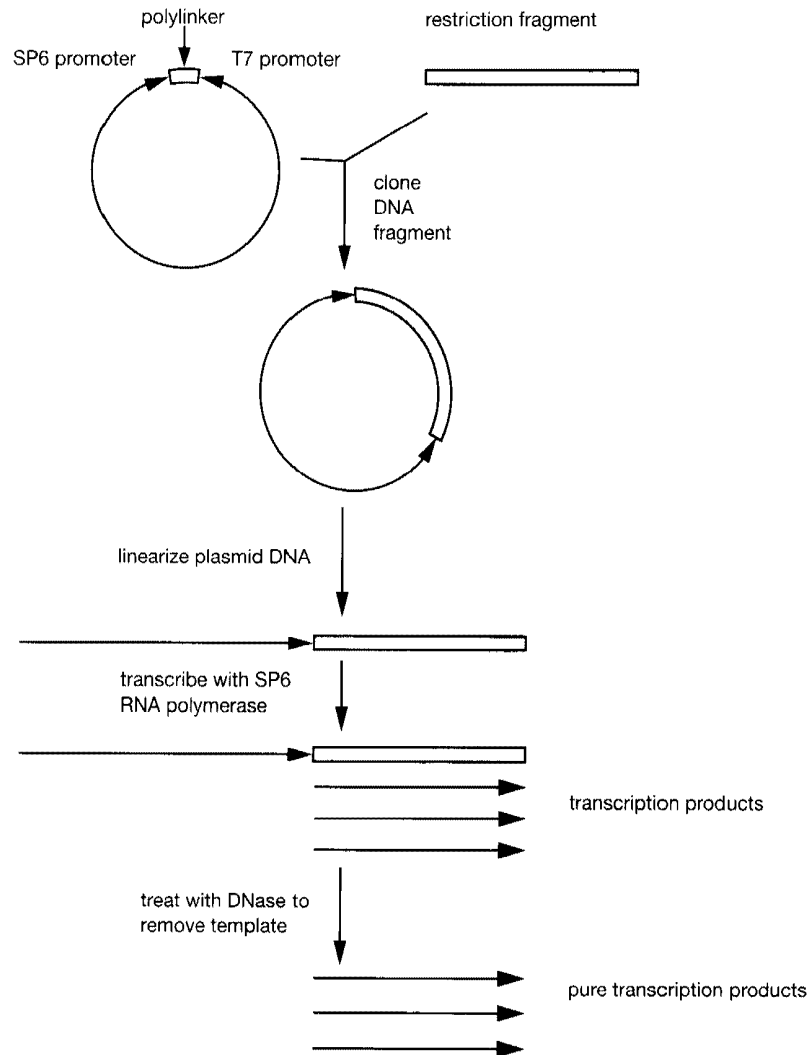 polylinker
restriction fragment
SP6 promoter
T7 promoter
clone
DNA
fragment
linearize plasmid DNA
transcribe with SP6
RNA polymerase
transcription products
treat with DNase to
remove template
pure transcription products